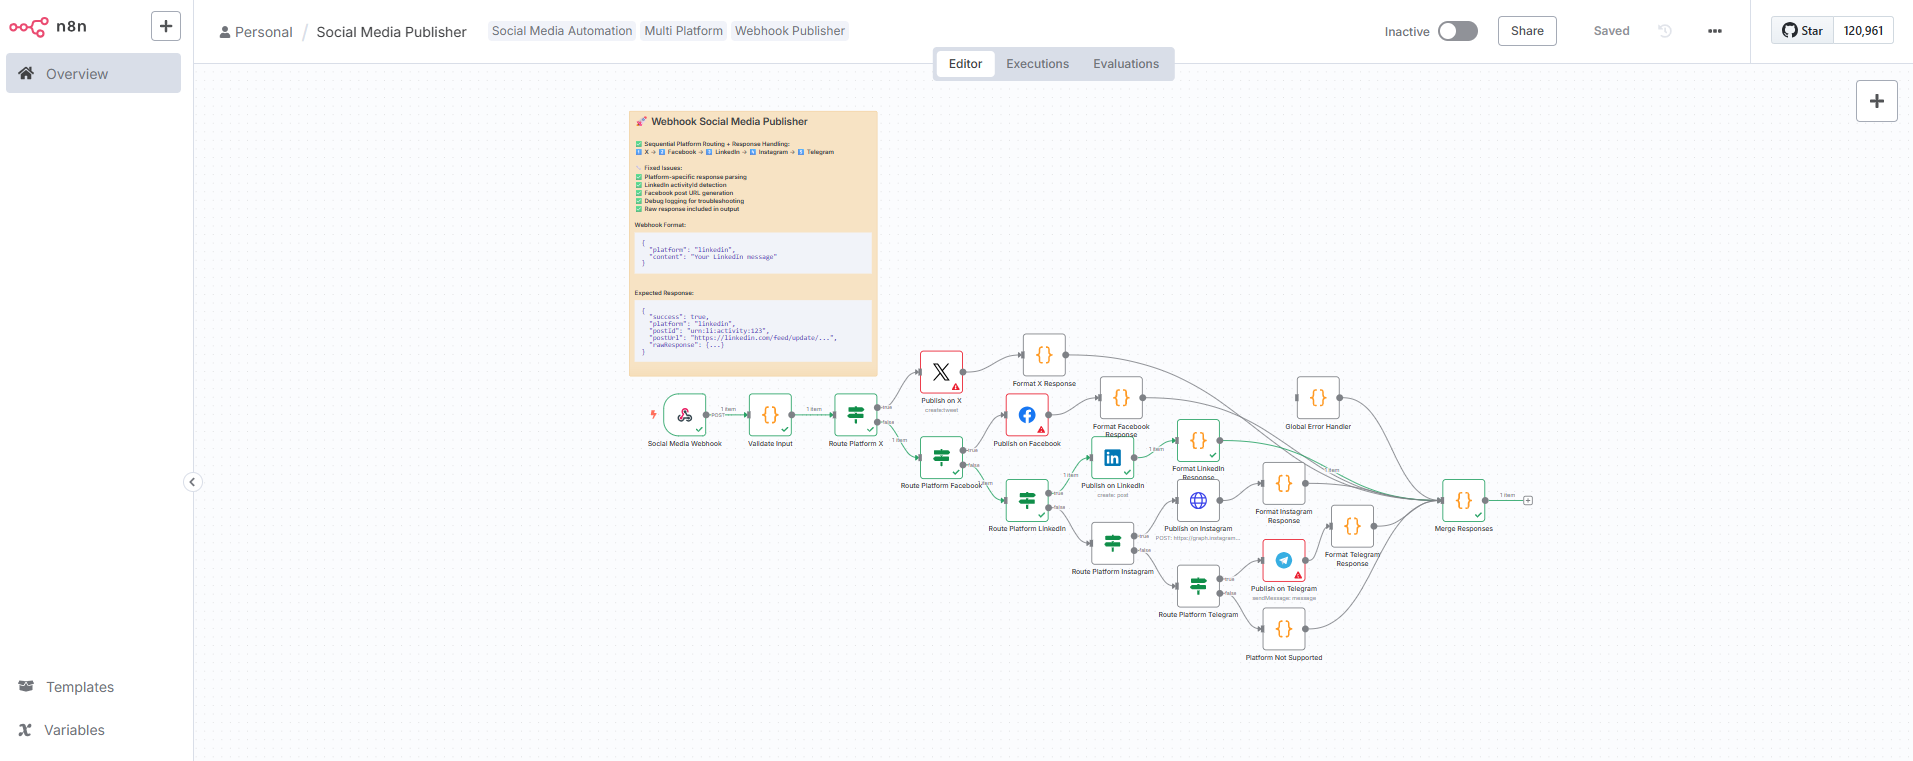 n8n
Overview
Templates
Variables
Personal / Social Media Publisher
Social Media Automation
Multi Platform
Webhook Publisher
Inactive
Share
Saved
Star
120,961
Editor
Executions
Evaluations
🚀 Webhook Social Media Publisher
✅ Sequential Platform Routing + Response Handling:
1️⃣ X → 2️⃣ Facebook → 3️⃣ LinkedIn → 4️⃣ Instagram → 5️⃣ Telegram
Fixed Issues:
✅ Platform-specific response parsing
✅ LinkedIn activityId detection
✅ Facebook post URL generation
✅ Debug logging for troubleshooting
✅ Raw response included in output
Webhook Format:
{
"platform": "linkedin",
"content": "Your LinkedIn message"
}
Expected Response:
{
"success": true,
"platform": "linkedin",
"postId": "urn:li:activity:123",
"postUrl": "https://linkedin.com/feed/update/...",
"rawResponse": {...}
}
Social Media Webhook
POST
1 item
Validate Input
1 item
Route Platform X
true
false
1 item
Publish on X
create:tweet
Format X Response
Route Platform Facebook
true
false
1 item
Publish on Facebook
Format Facebook
Response
Route Platform LinkedIn
true
false
1 item
Publish on LinkedIn
create: post
1 item
Format LinkedIn
Response
1 item
Route Platform Instagram
true
false
Publish on Instagram
POST: https://graph.instagram...
Format Instagram
Response
Route Platform Telegram
true
false
Publish on Telegram
sendMessage: message
Format Telegram
Response
Platform Not Supported
Global Error Handler
Merge Responses
1 item